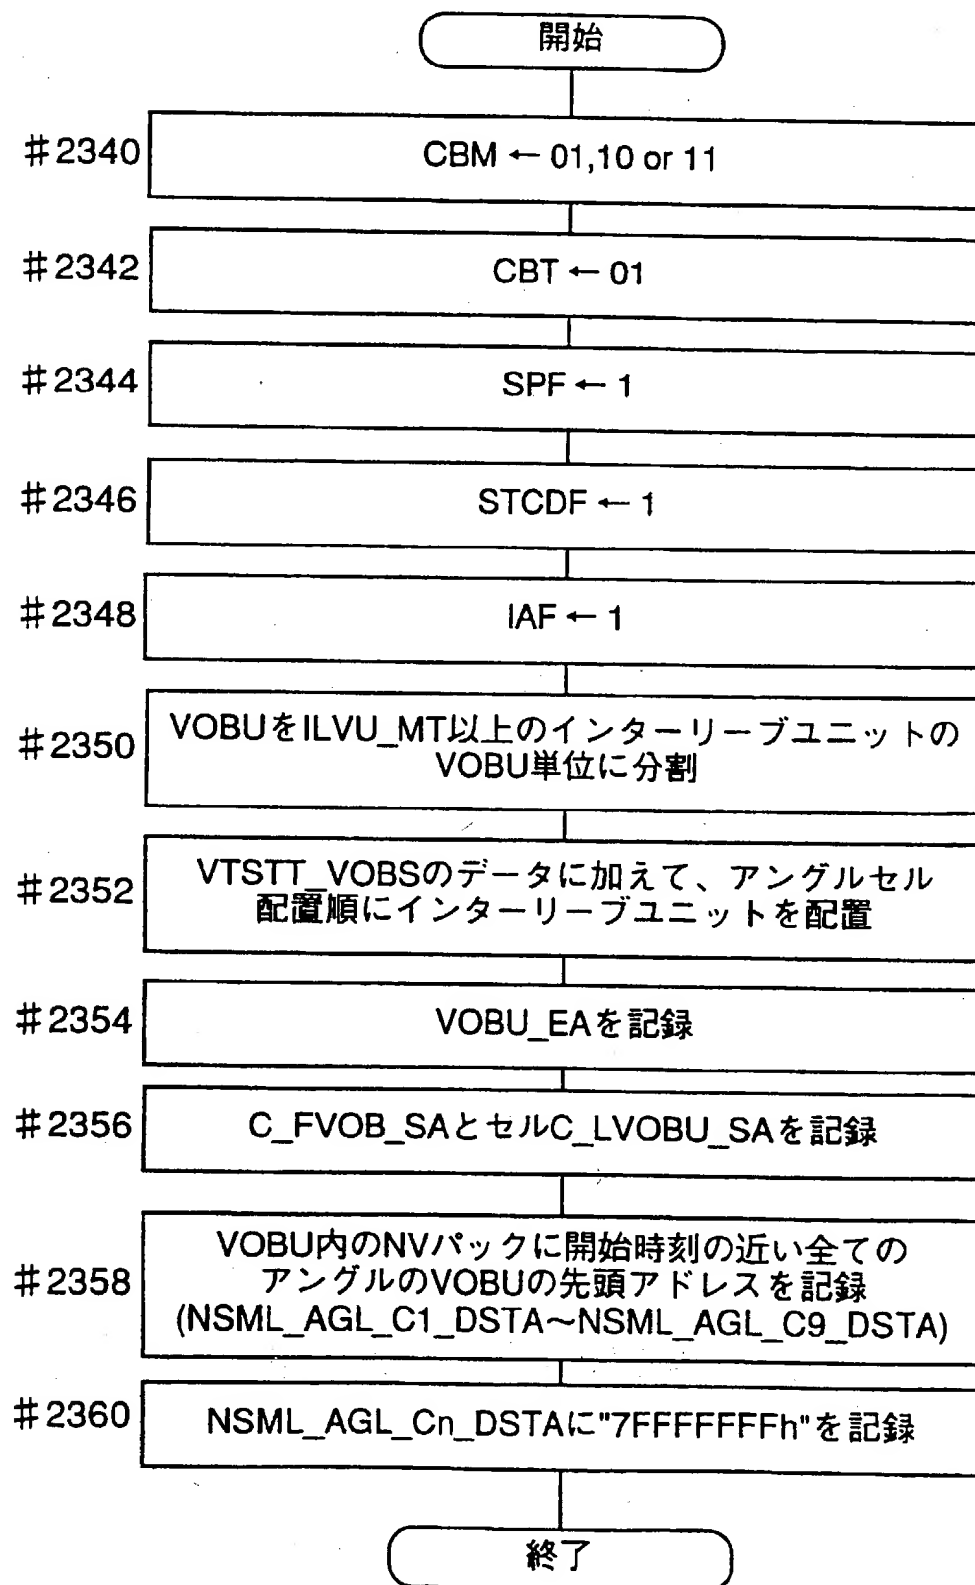 開始
#2340
CBM ← 01,10 or 11
#2342
CBT ← 01
#2344
SPF ← 1
#2346
STCDF ← 1
#2348
IAF ← 1
#2350
VOBUをILVU_MT以上のインターリーブユニットの
VOBU単位に分割
#2352
VTSTT_VOBSのデータに加えて、アングルセル
配置順にインターリーブユニットを配置
#2354
VOBU_EAを記録
#2356
C_FVOB_SAとセルC_LVOBU_SAを記録
#2358
VOBU内のNVパックに開始時刻の近い全ての
アングルのVOBUの先頭アドレスを記録
(NSML_AGL_C1_DSTA〜NSML_AGL_C9_DSTA)
#2360
NSML_AGL_Cn_DSTAに"7FFFFFFFh"を記録
終了